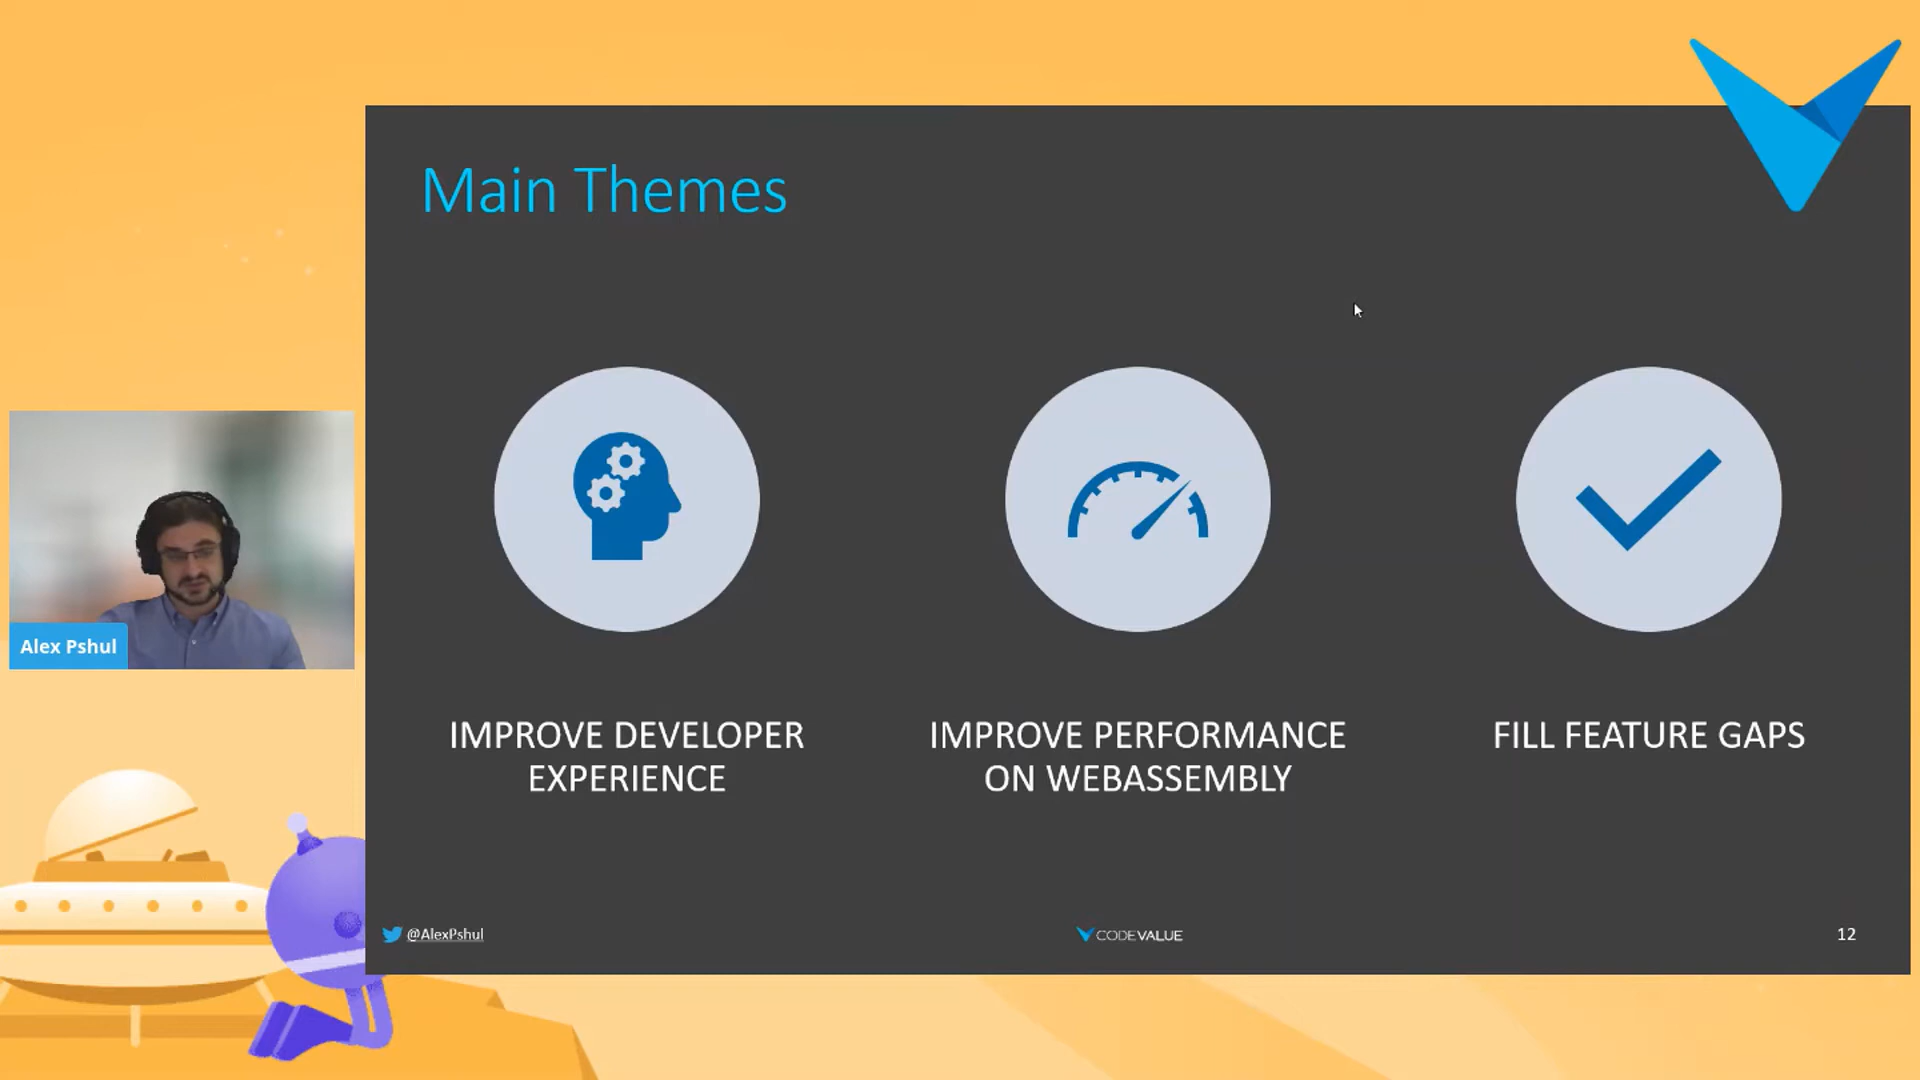 Main Themes
IMPROVE DEVELOPER
EXPERIENCE
IMPROVE PERFORMANCE
ON WEBASSEMBLY
FILL FEATURE GAPS
Alex Pshul
@AlexPshul
CODEVALUE
12